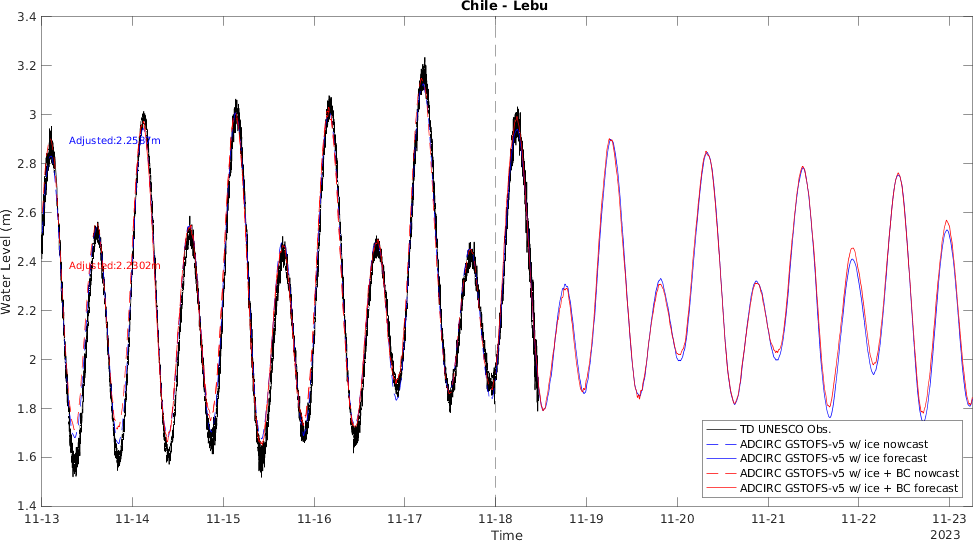 Chile - Lebu
3.4
3.2
3
2.8
2.6
2.4
2.2
2
1.8
1.6
1.4
Water Level (m)
Adjusted:2.2587m
Adjusted:2.2302m
TD UNESCO Obs.
ADCIRC GSTOFS-v5 w/ ice nowcast
ADCIRC GSTOFS-v5 w/ ice forecast
ADCIRC GSTOFS-v5 w/ ice + BC nowcast
ADCIRC GSTOFS-v5 w/ ice + BC forecast
11-13 11-14 11-15 11-16 11-17 11-18 11-19 11-20 11-21 11-22 11-23
2023
Time